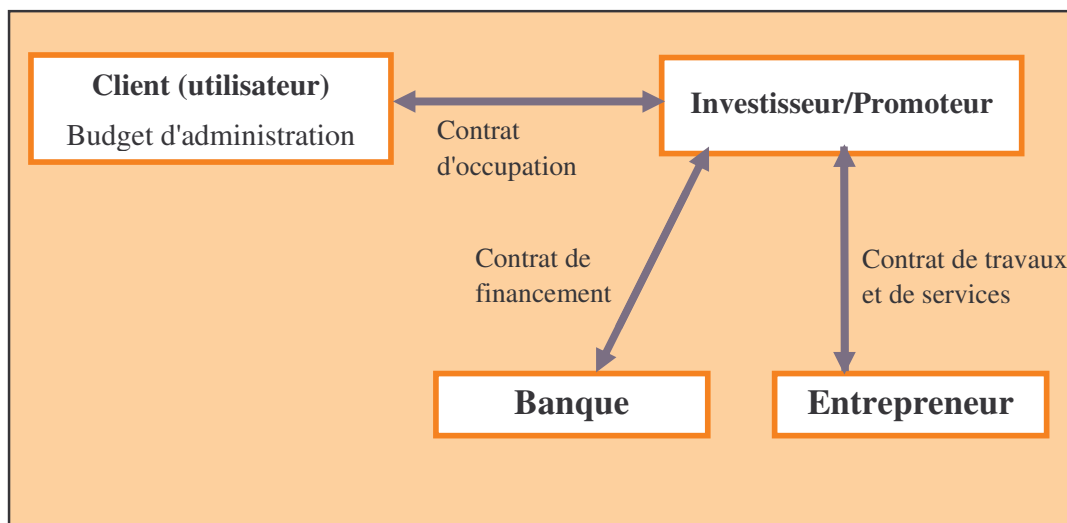 Client (utilisateur)
Budget d'administration
Investisseur/Promoteur
Contrat
d'occupation
Contrat de
financement
Contrat de travaux
et de services
Banque
Entrepreneur